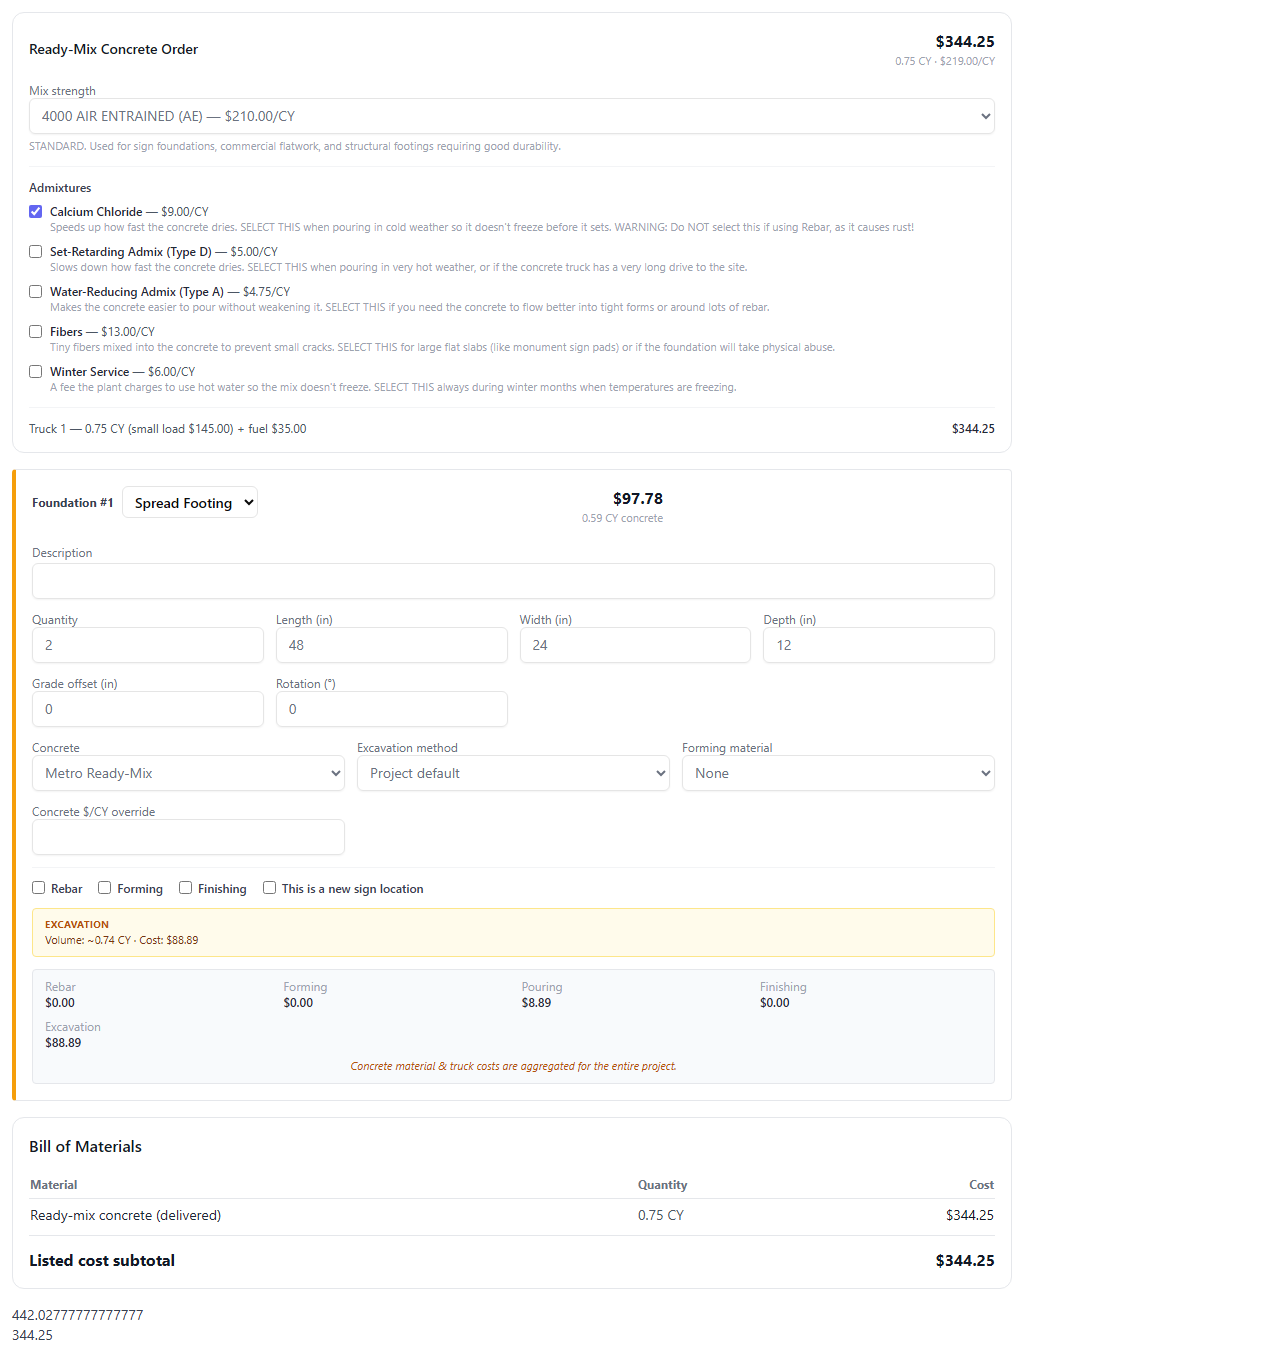 Ready-Mix Concrete Order
$344.25
0.75 CY · $219.00/CY
Mix strength
4000 AIR ENTRAINED (AE) — $210.00/CY
STANDARD. Used for sign foundations, commercial flatwork, and structural footings requiring good durability.
Admixtures
Calcium Chloride — $9.00/CY
Speeds up how fast the concrete dries. SELECT THIS when pouring in cold weather so it doesn't freeze before it sets. WARNING: Do NOT select this if using Rebar, as it causes rust!
Set-Retarding Admix (Type D) — $5.00/CY
Slows down how fast the concrete dries. SELECT THIS when pouring in very hot weather, or if the concrete truck has a very long drive to the site.
Water-Reducing Admix (Type A) — $4.75/CY
Makes the concrete easier to pour without weakening it. SELECT THIS if you need the concrete to flow better into tight forms or around lots of rebar.
Fibers — $13.00/CY
Tiny fibers mixed into the concrete to prevent small cracks. SELECT THIS for large flat slabs (like monument sign pads) or if the foundation will take physical abuse.
Winter Service — $6.00/CY
A fee the plant charges to use hot water so the mix doesn't freeze. SELECT THIS always during winter months when temperatures are freezing.
Truck 1 — 0.75 CY (small load $145.00) + fuel $35.00 $344.25
Foundation #1 Spread Footing $97.78
0.59 CY concrete
Description
Quantity Length (in) Width (in) Depth (in)
2 48 24 12
Grade offset (in) Rotation (°)
0 0
Concrete Excavation method Forming material
Metro Ready-Mix Project default None
Concrete $/CY override
Rebar Forming Finishing This is a new sign location
EXCAVATION
Volume: ~0.74 CY · Cost: $88.89
Rebar Forming Pouring Finishing
$0.00 $0.00 $8.89 $0.00
Excavation
$88.89
Concrete material & truck costs are aggregated for the entire project.
Bill of Materials
Material Quantity Cost
Ready-mix concrete (delivered) 0.75 CY $344.25
Listed cost subtotal $344.25
442.02777777777777
344.25